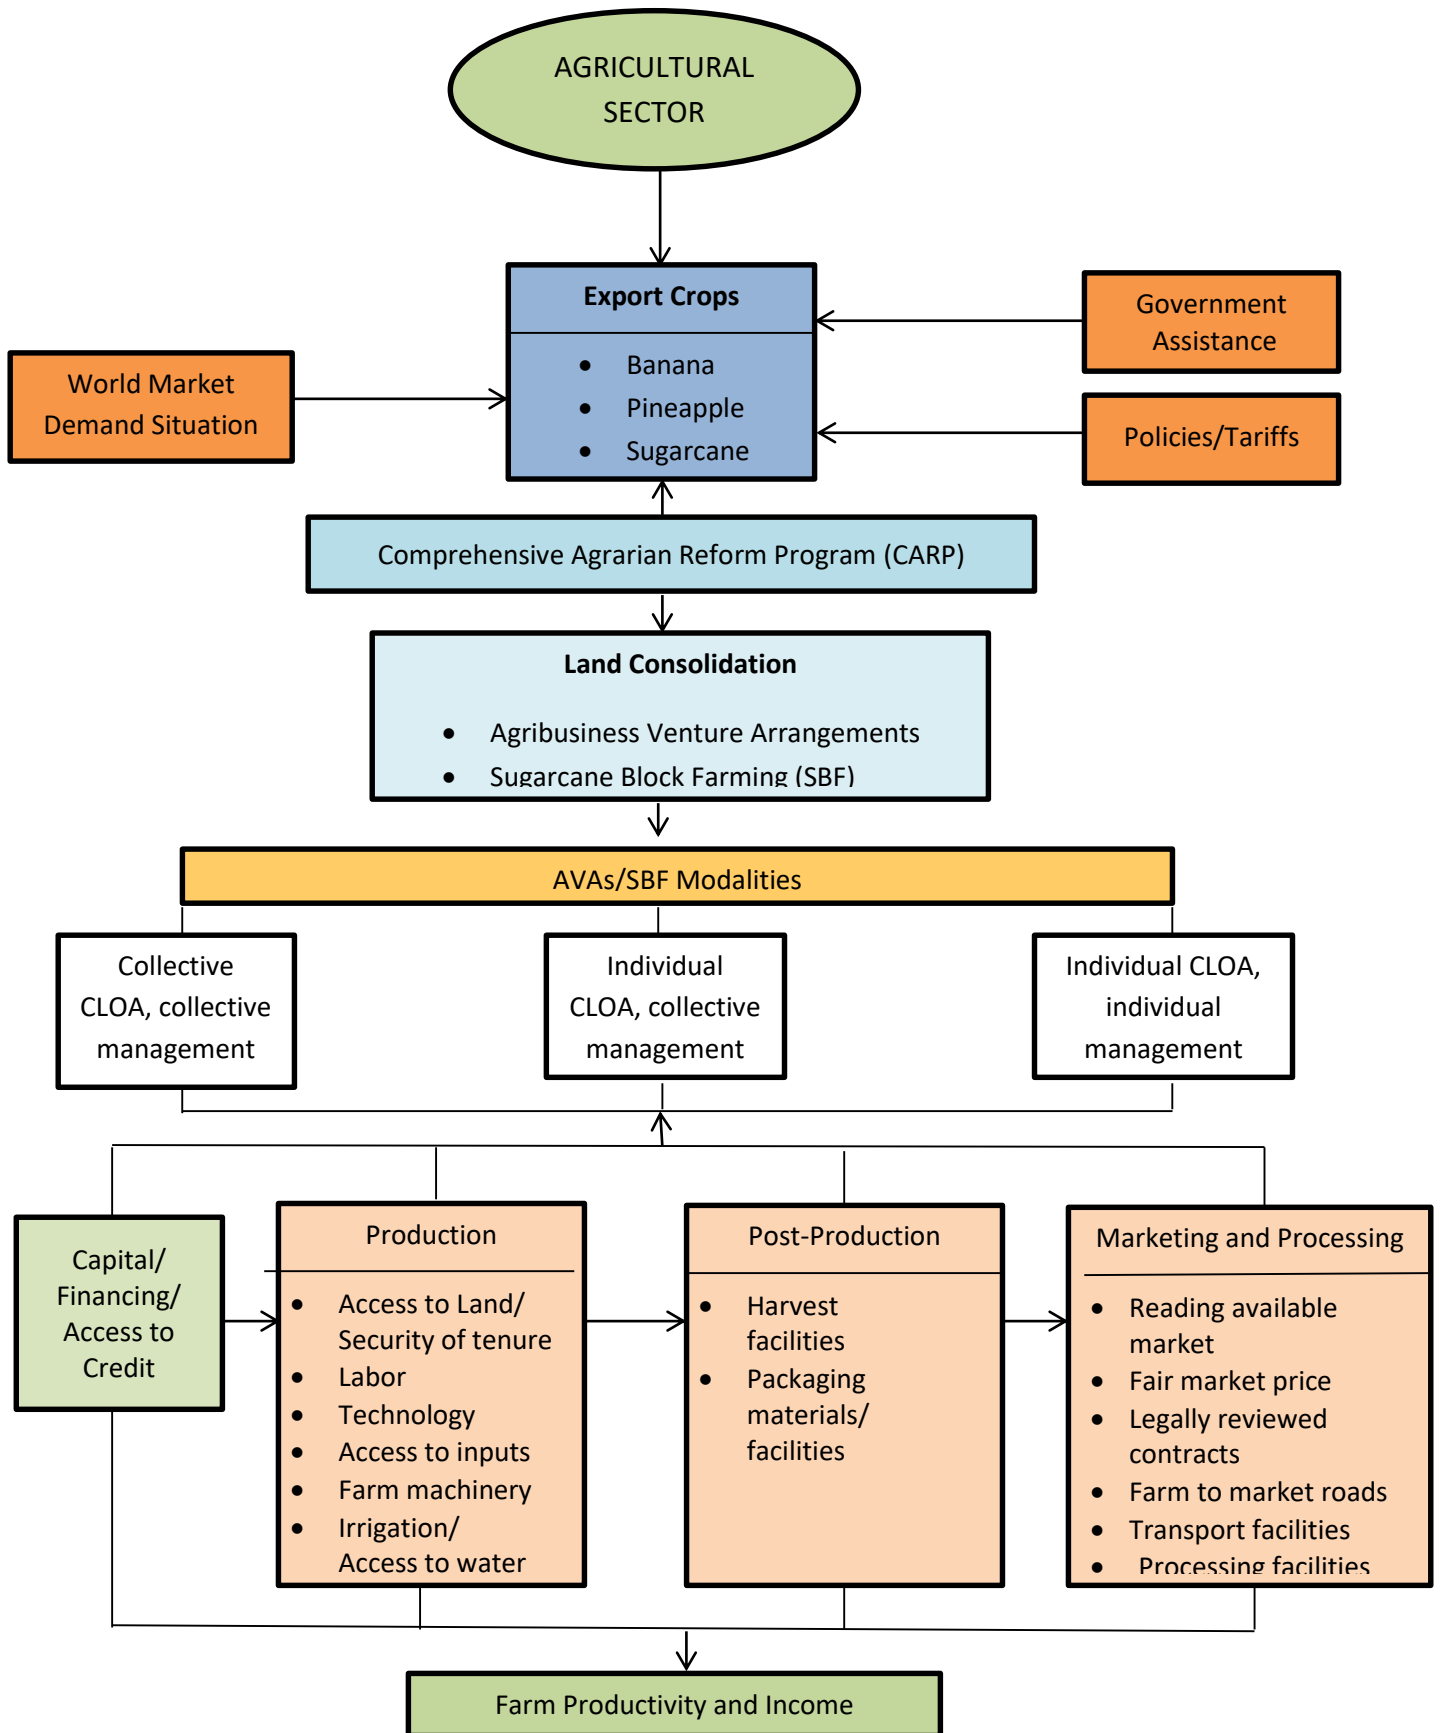 AGRICULTURAL
SECTOR
Export Crops
• Banana
• Pineapple
• Sugarcane
Government
Assistance
World Market
Demand Situation
Policies/Tariffs
Comprehensive Agrarian Reform Program (CARP)
Land Consolidation
• Agribusiness Venture Arrangements
• Sugarcane Block Farming (SBF)
AVAs/SBF Modalities
Collective
CLOA, collective
management
Individual
CLOA, collective
management
Individual CLOA,
individual
management
Capital/
Financing/
Access to
Credit
Production
• Access to Land/
Security of tenure
• Labor
• Technology
• Access to inputs
• Farm machinery
• Irrigation/
Access to water
Post-Production
• Harvest
facilities
• Packaging
materials/
facilities
Marketing and Processing
• Reading available
market
• Fair market price
• Legally reviewed
contracts
• Farm to market roads
• Transport facilities
• Processing facilities
Farm Productivity and Income